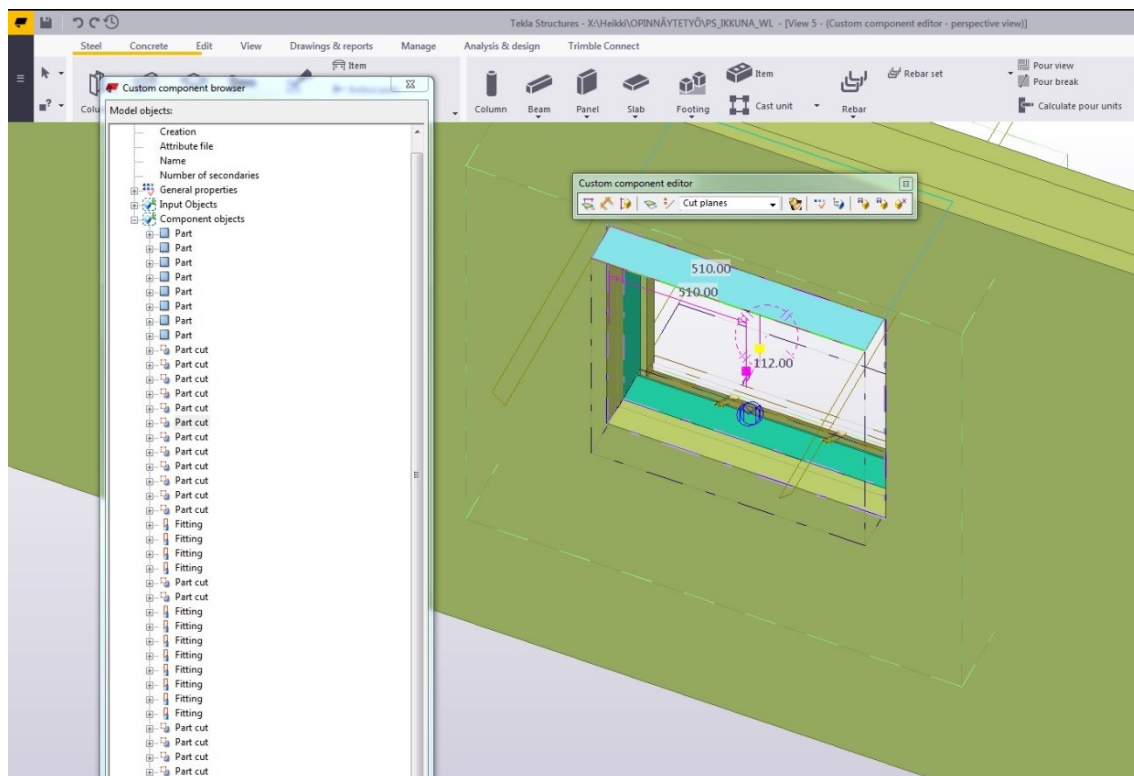 Tekla Structures - X:\Heikki\OPINNÄYTETYÖ\PS_IKKUNA_WL - [View 5 - (Custom component editor - perspective view)]
Steel Concrete Edit View Drawings & reports Manage Analysis & design Trimble Connect
Item
Column Beam Panel Slab Footing Item Cast unit Rebar Rebar set
Pour view
Pour break
Calculate pour units
Custom component browser
Model objects:
Creation
Attribute file
Name
Number of secondaries
General properties
Input Objects
Component objects
Part
Part
Part
Part
Part
Part
Part
Part
Part cut
Part cut
Part cut
Part cut
Part cut
Part cut
Part cut
Part cut
Part cut
Part cut
Part cut
Part cut
Fitting
Fitting
Fitting
Fitting
Part cut
Part cut
Fitting
Fitting
Fitting
Fitting
Fitting
Fitting
Fitting
Fitting
Part cut
Part cut
Part cut
Part cut
Custom component editor
Cut planes
510.00
510.00
112.00